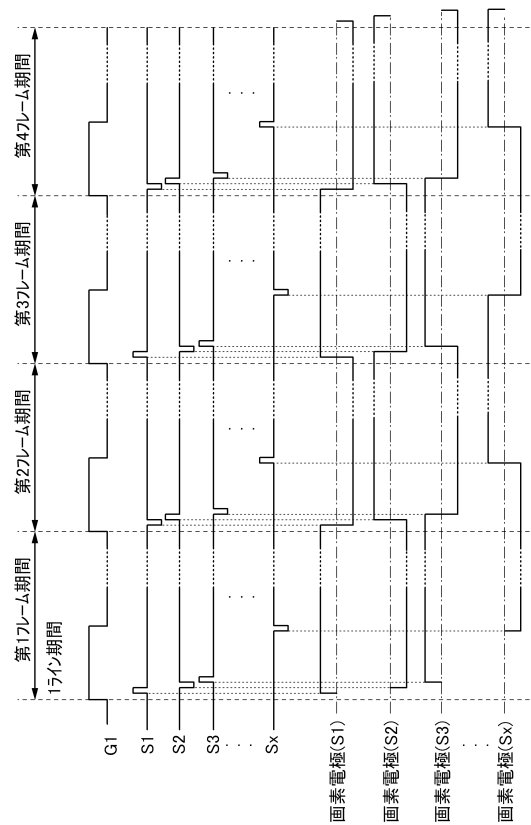 第1フレーム期間
第2フレーム期間
第3フレーム期間
第4フレーム期間
1ライン期間
G1
S1
S2
S3
Sx
画素電極(S1)
画素電極(S2)
画素電極(S3)
画素電極(Sx)